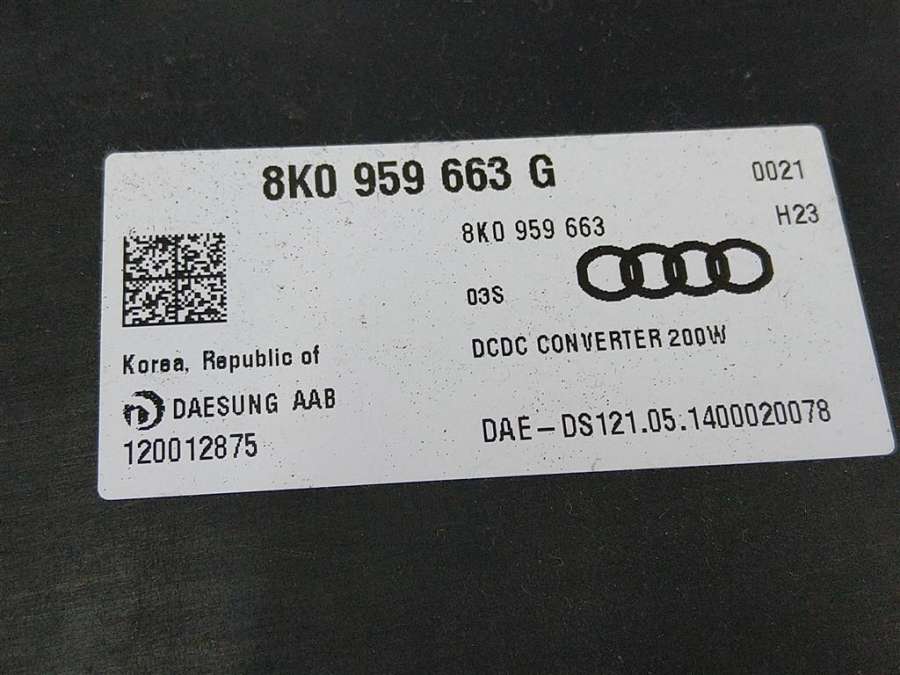 8K0 959 663 G
0021
8K0 959 663
H23
03S
DCDC CONVERTER 200W
Korea, Republic of
DAESUNG AAB
120012875
DAE-DS121.05.1400020078